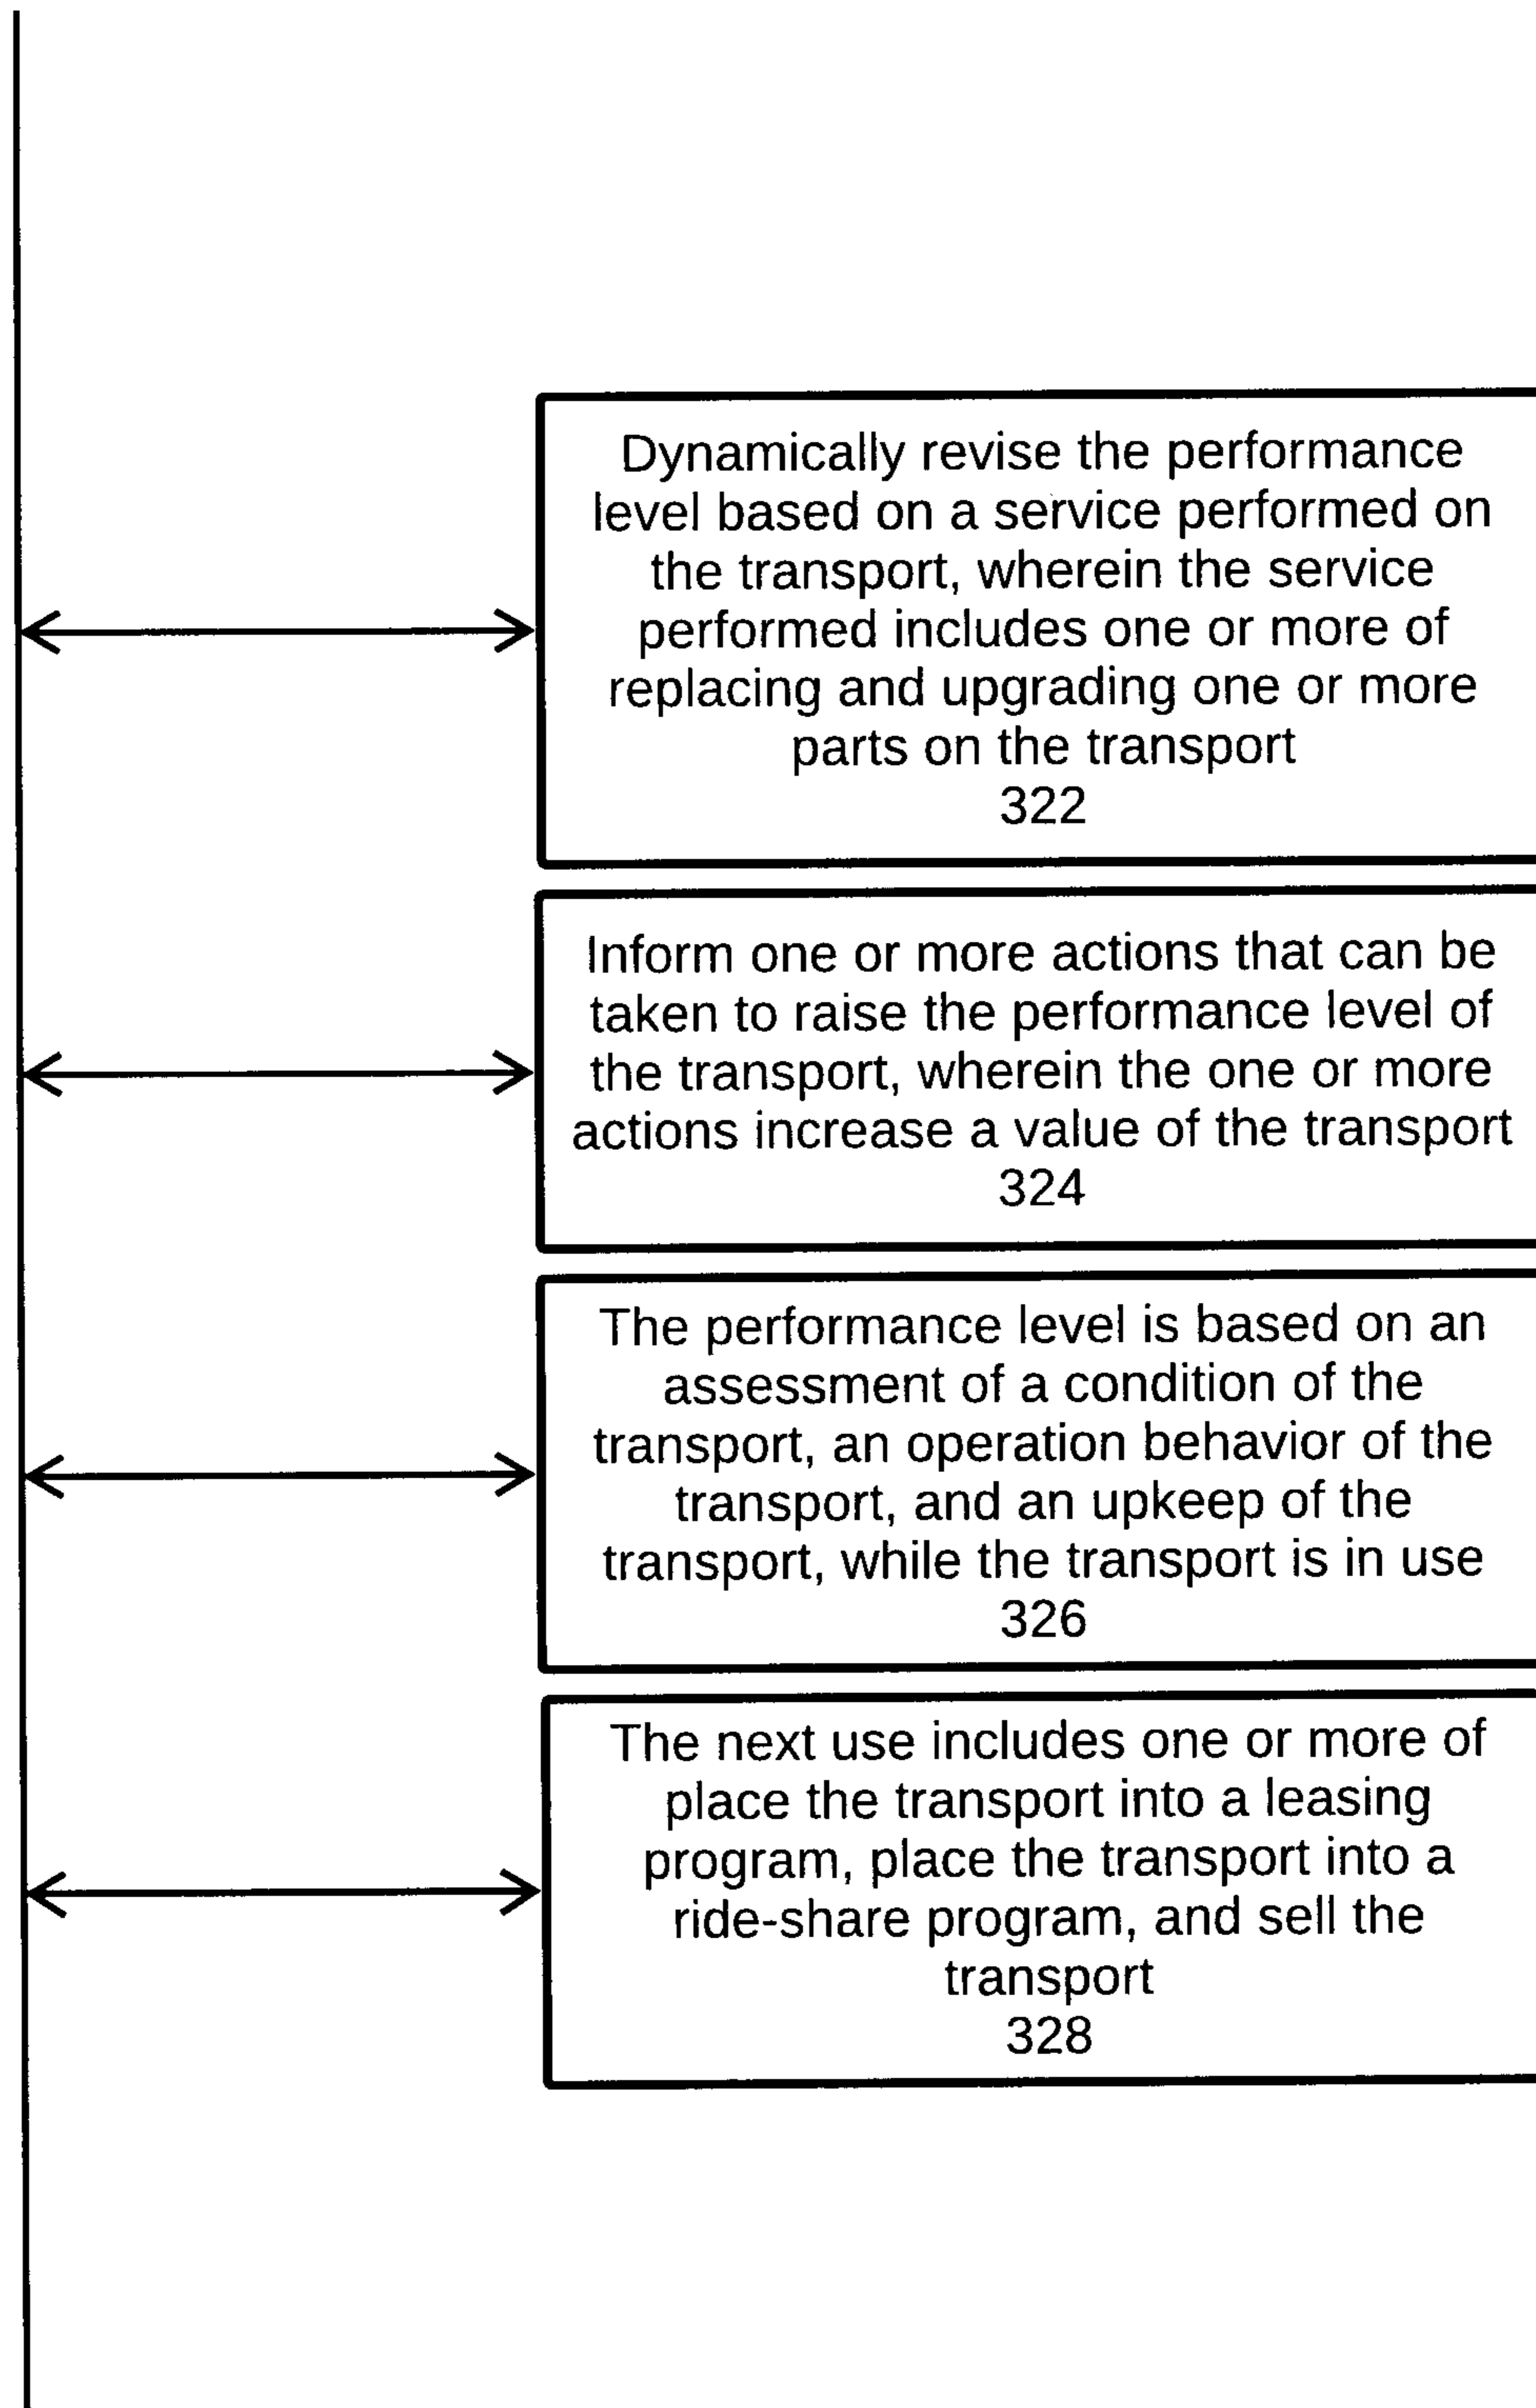 Dynamically revise the performance
level based on a service performed on
the transport, wherein the service
performed includes one or more of
replacing and upgrading one or more
parts on the transport
322
Inform one or more actions that can be
taken to raise the performance level of
the transport, wherein the one or more
actions increase a value of the transport
324
The performance level is based on an
assessment of a condition of the
transport, an operation behavior of the
transport, and an upkeep of the
transport, while the transport is in use
326
The next use includes one or more of
place the transport into a leasing
program, place the transport into a
ride-share program, and sell the
transport
328